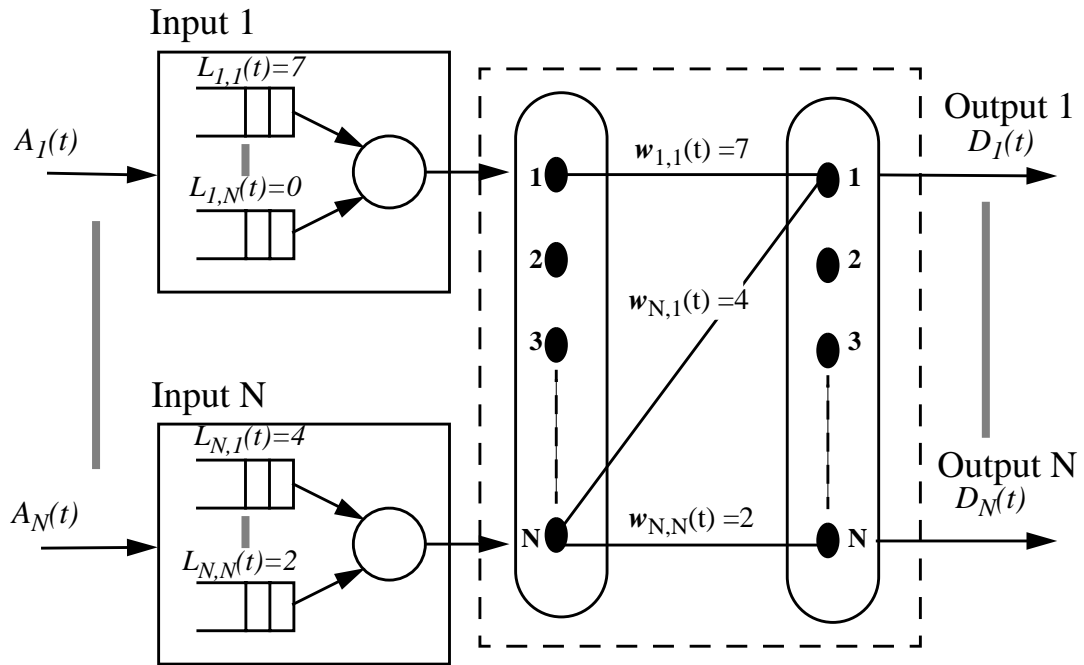 Input 1
L1,1(t)=7
L1,N(t)=0
A1(t)
Input N
LN,1(t)=4
LN,N(t)=2
AN(t)
w1,1(t) =7
wN,1(t) =4
wN,N(t) =2
1
2
3
N
1
2
3
N
Output 1
D1(t)
Output N
DN(t)